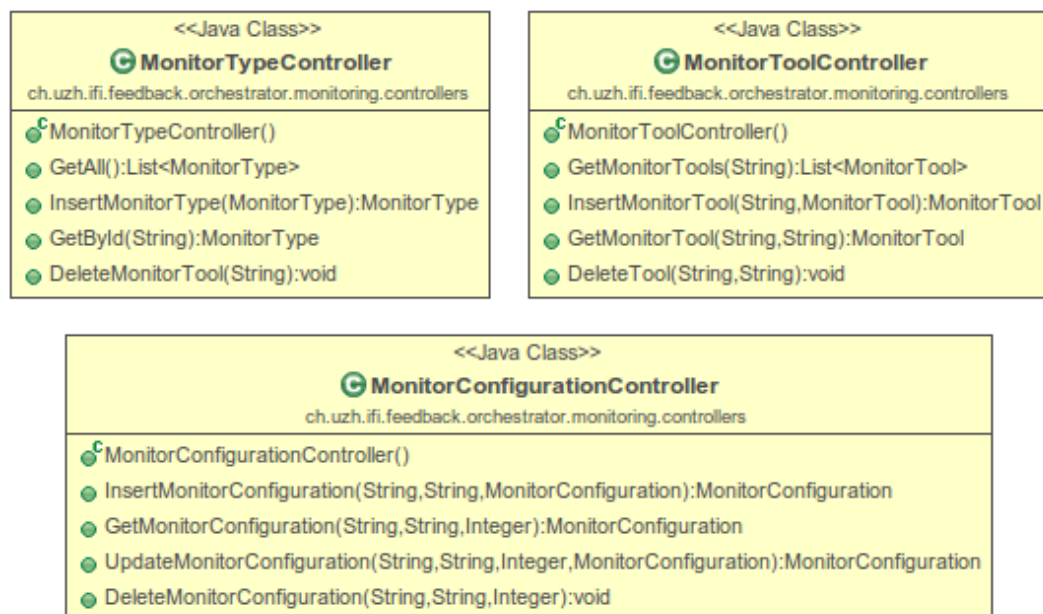 <<Java Class>>
MonitorTypeController
ch.uzh.ifi.feedback.orchestrator.monitoring.controllers
MonitorTypeController()
GetAll():List<MonitorType>
InsertMonitorType(MonitorType):MonitorType
GetById(String):MonitorType
DeleteMonitorTool(String):void
<<Java Class>>
MonitorToolController
ch.uzh.ifi.feedback.orchestrator.monitoring.controllers
MonitorToolController()
GetMonitorTools(String):List<MonitorTool>
InsertMonitorTool(String,MonitorTool):MonitorTool
GetMonitorTool(String,String):MonitorTool
DeleteTool(String,String):void
<<Java Class>>
MonitorConfigurationController
ch.uzh.ifi.feedback.orchestrator.monitoring.controllers
MonitorConfigurationController()
InsertMonitorConfiguration(String,String,MonitorConfiguration):MonitorConfiguration
GetMonitorConfiguration(String,String,Integer):MonitorConfiguration
UpdateMonitorConfiguration(String,String,Integer,MonitorConfiguration):MonitorConfiguration
DeleteMonitorConfiguration(String,String,Integer):void